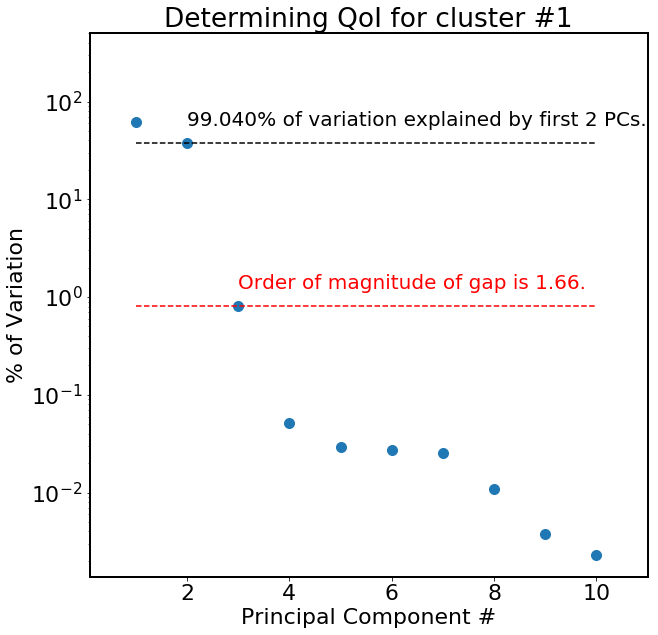 Determining QoI for cluster #1
10²
99.040% of variation explained by first 2 PCs.
10¹
Order of magnitude of gap is 1.66.
10⁰
% of Variation
10⁻¹
10⁻²
2 4 6 8 10
Principal Component #